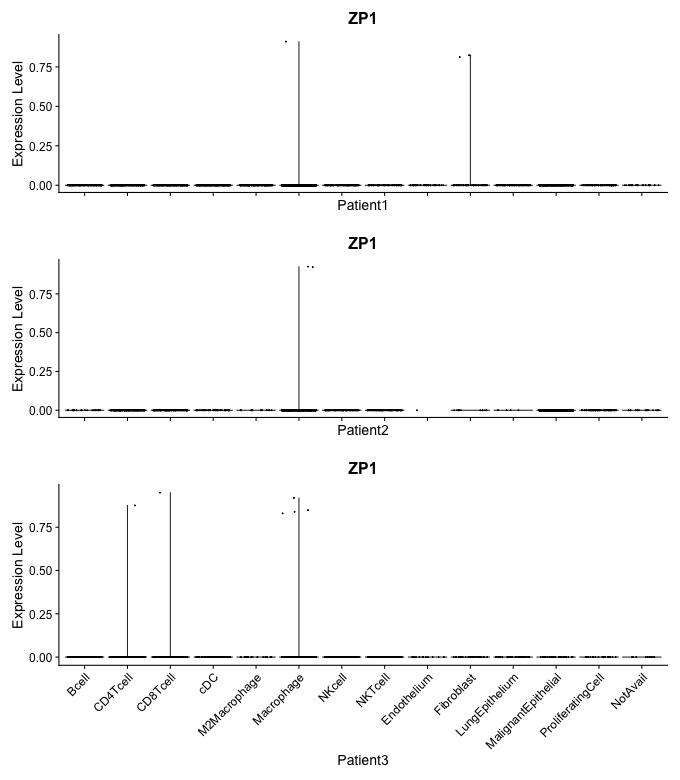 ZP1
Expression Level
0.75
0.50
0.25
0.00
Patient1
ZP1
Expression Level
0.75
0.50
0.25
0.00
Patient2
ZP1
Expression Level
0.75
0.50
0.25
0.00
Bcell
CD4Tcell
CD8Tcell
cDC
M2Macrophage
Macrophage
NKcell
NKTcell
Endothelium
Fibroblast
LungEpithelium
MalignantEpithelial
ProliferatingCell
NotAvail
Patient3